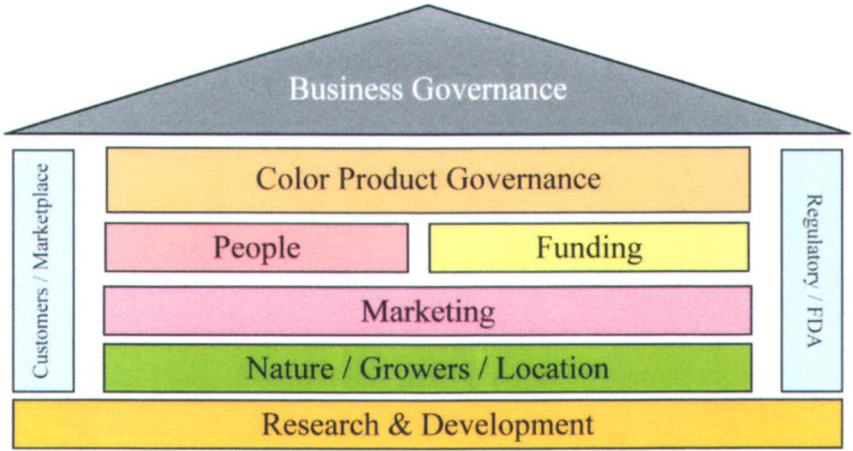 Business Governance
Customers / Marketplace
Color Product Governance
Regulatory / FDA
People
Funding
Marketing
Nature / Growers / Location
Research & Development